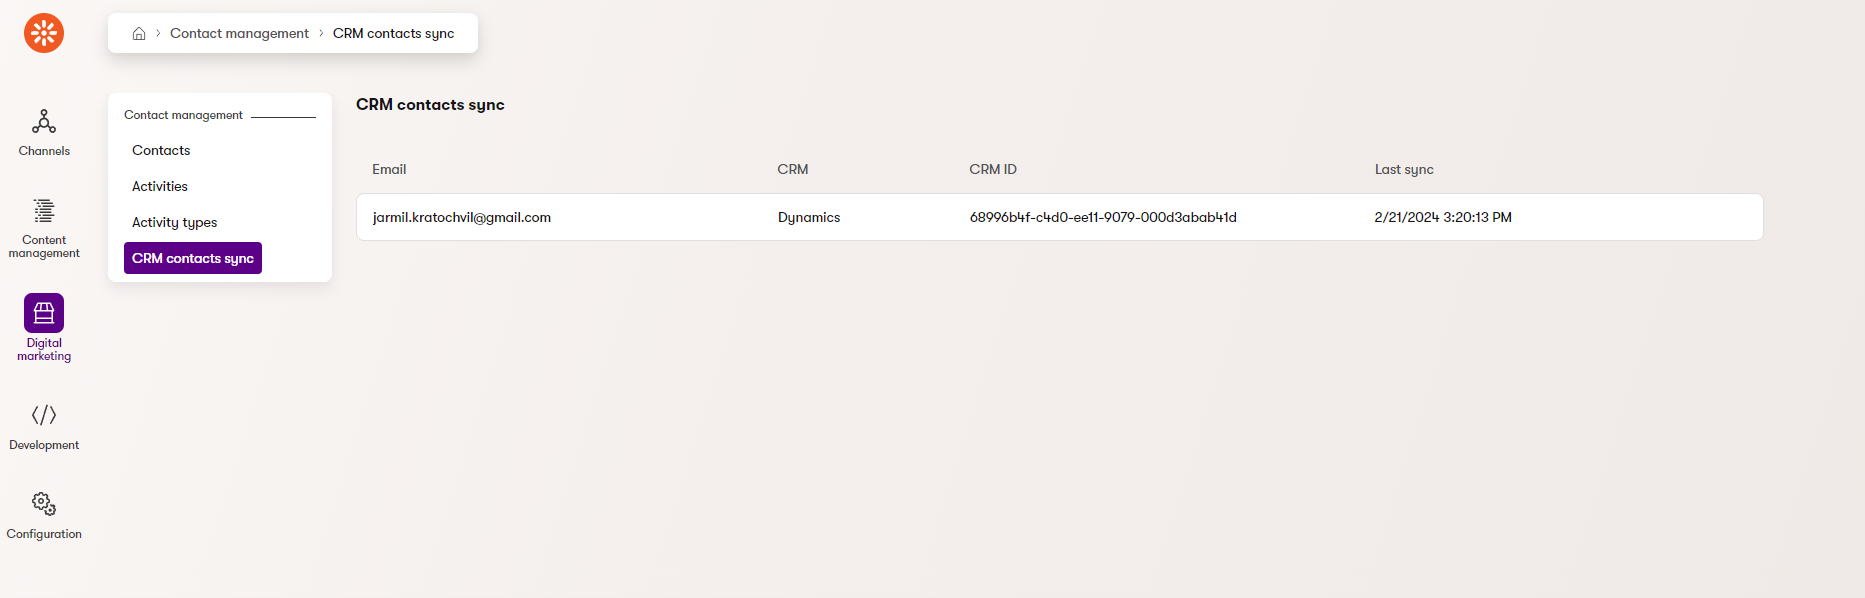 Contact management
CRM contacts sync
Channels
Content
management
Digital
marketing
Development
Configuration
Contact management
Contacts
Activities
Activity types
CRM contacts sync
CRM contacts sync
Email CRM CRM ID Last sync
jarmil.kratochvil@gmail.com Dynamics 68996b4f-c4d0-ee11-9079-000d3abab41d 2/21/2024 3:20:13 PM